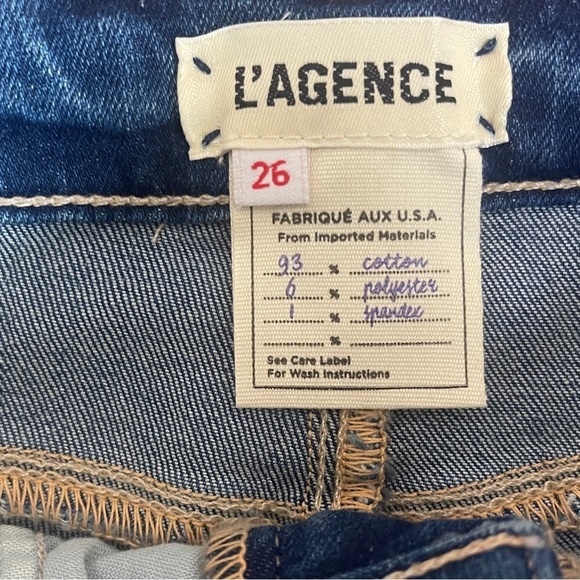 L'AGENCE
26
FABRIQUÉ AUX U.S.A.
From Imported Materials
93 % cotton
6 % polyester
1 % spandex
%
See Care Label
For Wash Instructions